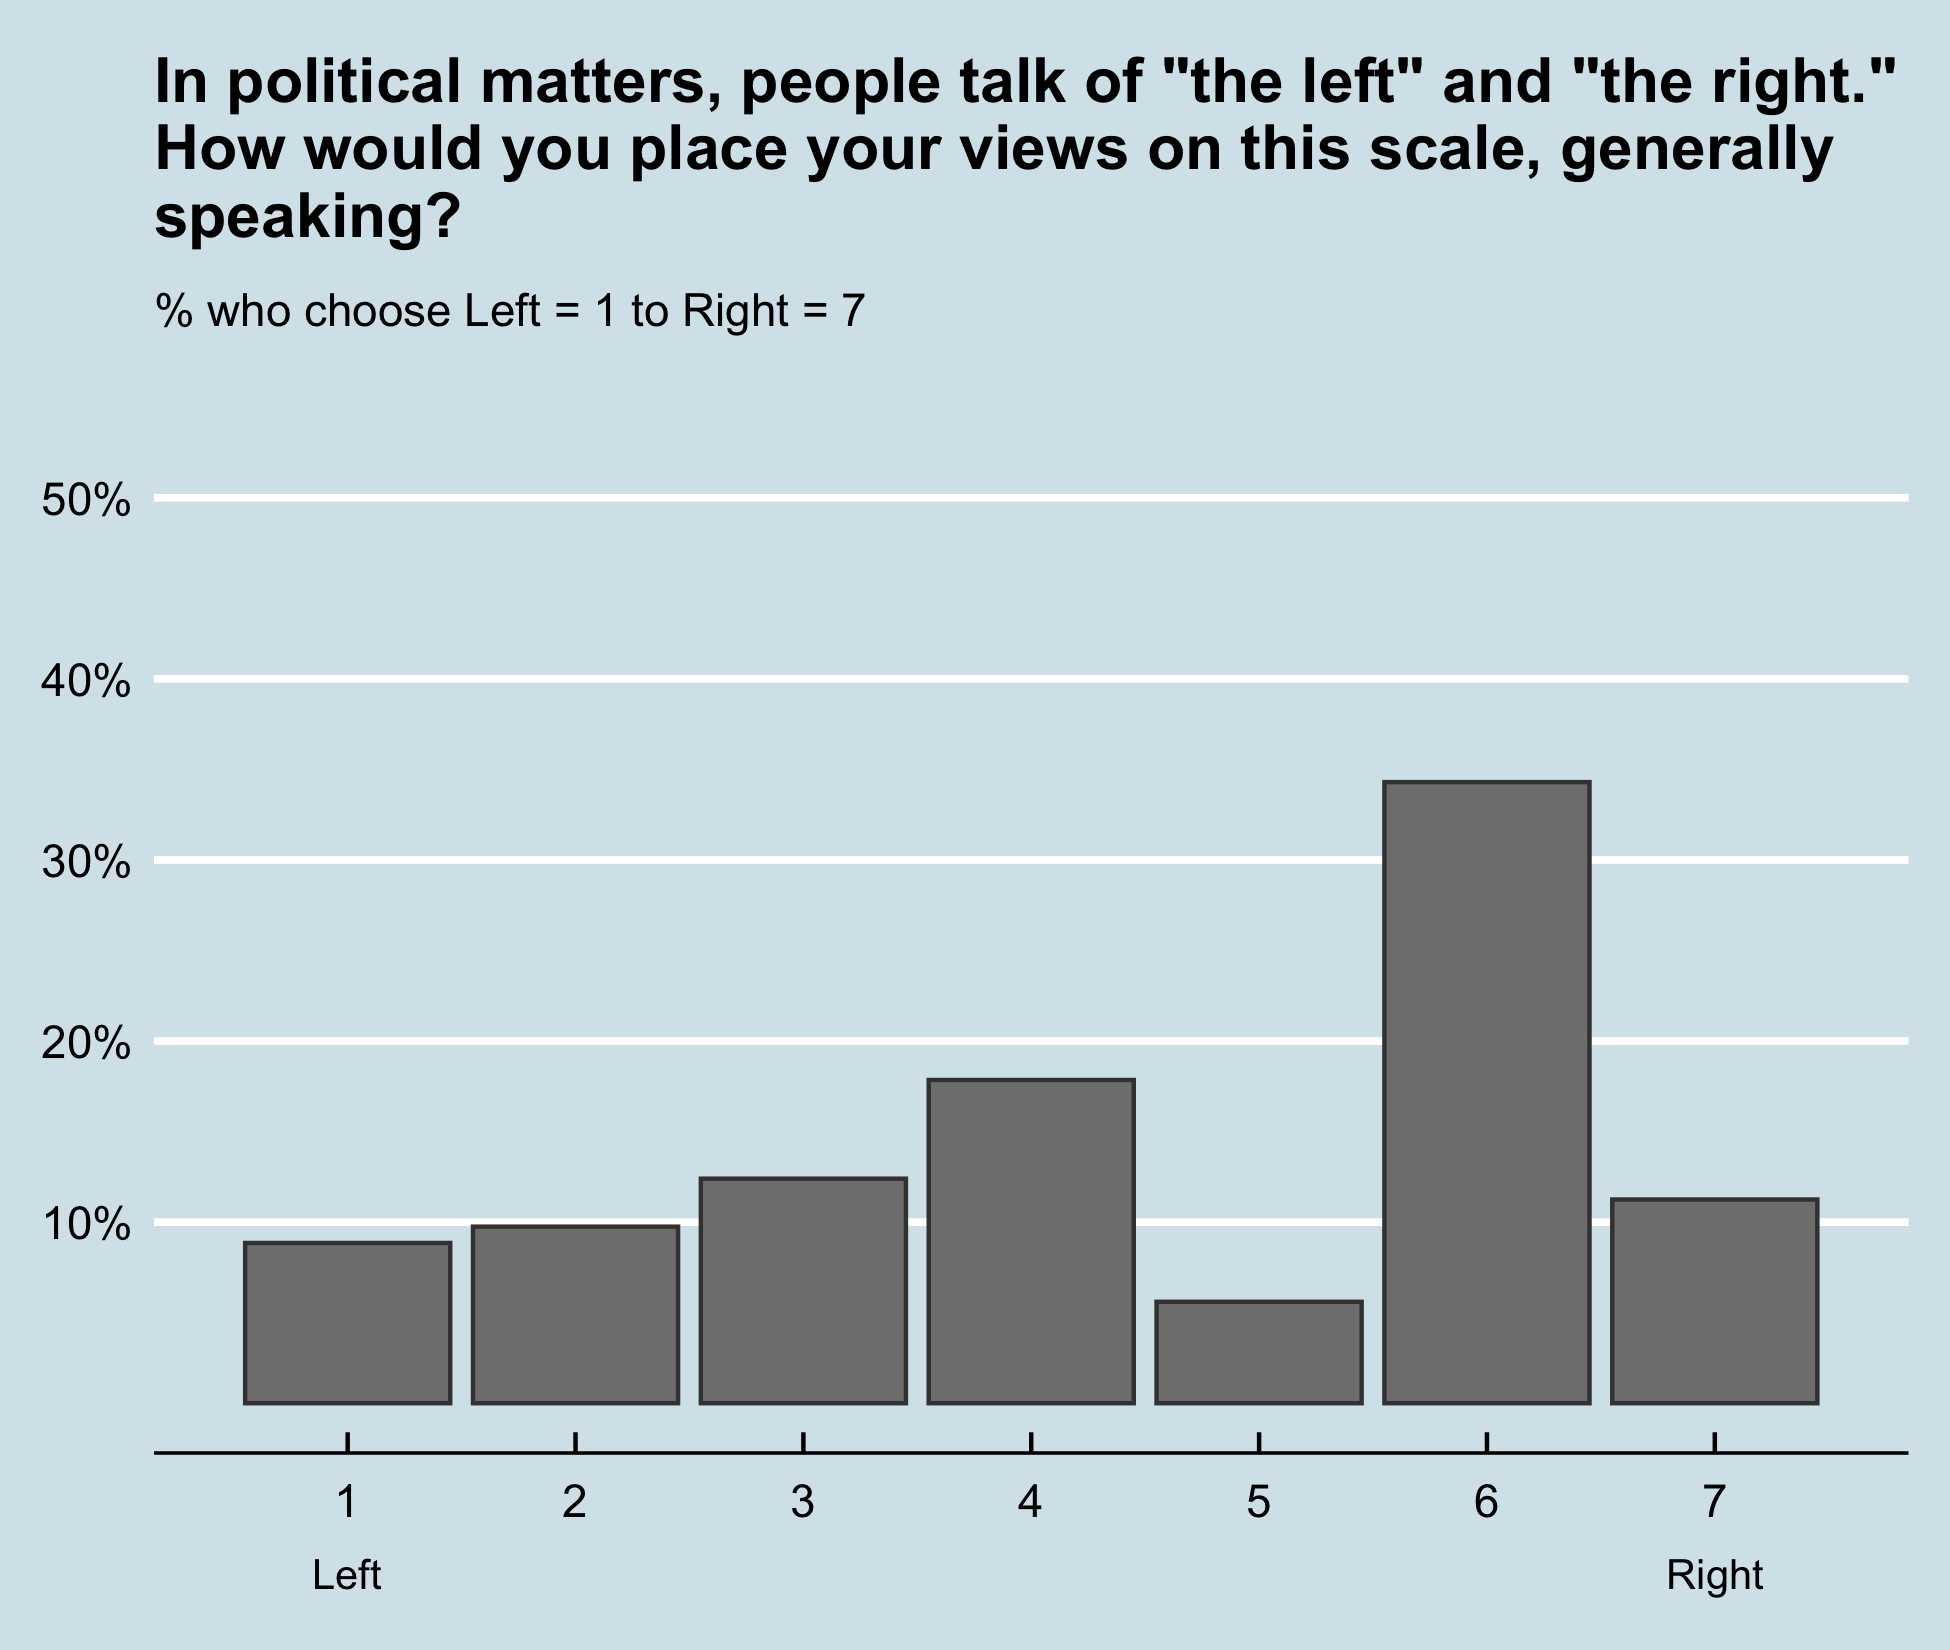 In political matters, people talk of "the left" and "the right."
How would you place your views on this scale, generally
speaking?
% who choose Left = 1 to Right = 7
50%
40%
30%
20%
10%
1 2 3 4 5 6 7
Left Right